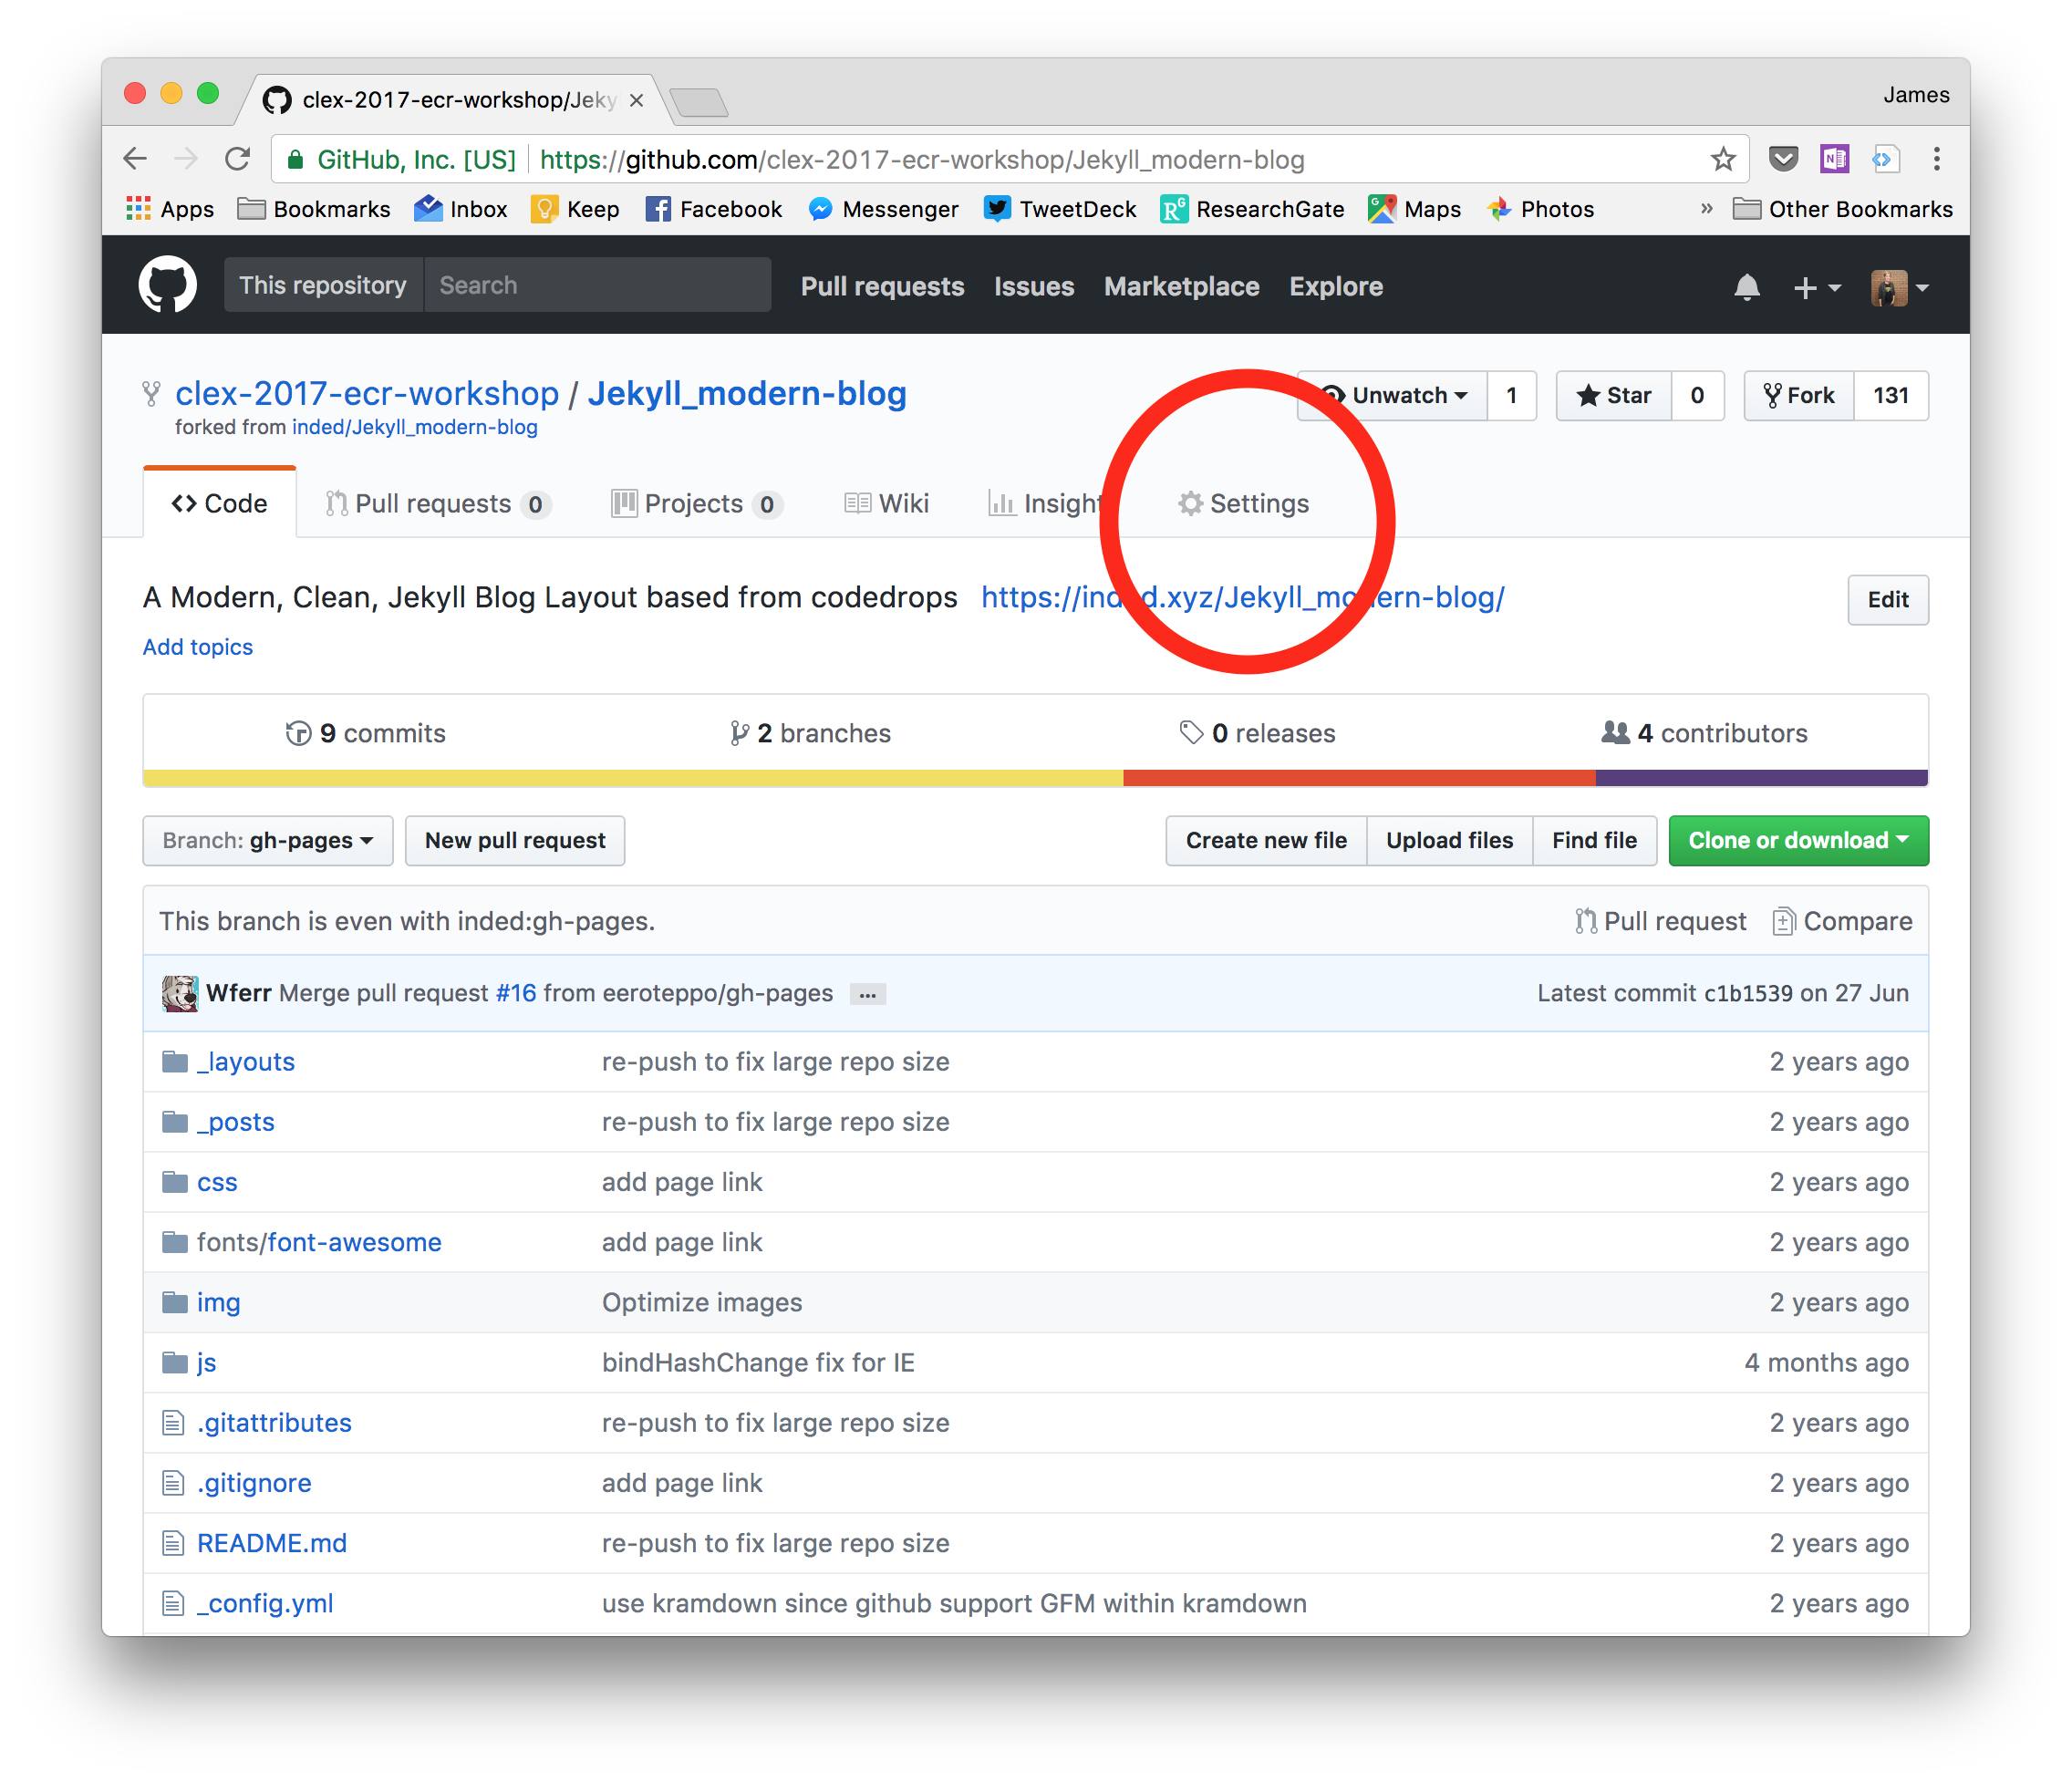 clex-2017-ecr-workshop/Jeky
James
GitHub, Inc. [US] https://github.com/clex-2017-ecr-workshop/Jekyll_modern-blog
Apps Bookmarks Inbox Keep Facebook Messenger TweetDeck ResearchGate Maps Photos » Other Bookmarks
This repository Search Pull requests Issues Marketplace Explore
clex-2017-ecr-workshop / Jekyll_modern-blog Unwatch 1 Star 0 Fork 131
forked from inded/Jekyll_modern-blog
Code Pull requests 0 Projects 0 Wiki Insight Settings
A Modern, Clean, Jekyll Blog Layout based from codedrops https://inded.xyz/Jekyll_modern-blog/ Edit
Add topics
9 commits 2 branches 0 releases 4 contributors
Branch: gh-pages New pull request Create new file Upload files Find file Clone or download
This branch is even with inded:gh-pages. Pull request Compare
Wferr Merge pull request #16 from eeroteppo/gh-pages ... Latest commit c1b1539 on 27 Jun
_layouts re-push to fix large repo size 2 years ago
_posts re-push to fix large repo size 2 years ago
css add page link 2 years ago
fonts/font-awesome add page link 2 years ago
img Optimize images 2 years ago
js bindHashChange fix for IE 4 months ago
.gitattributes re-push to fix large repo size 2 years ago
.gitignore add page link 2 years ago
README.md re-push to fix large repo size 2 years ago
_config.yml use kramdown since github support GFM within kramdown 2 years ago